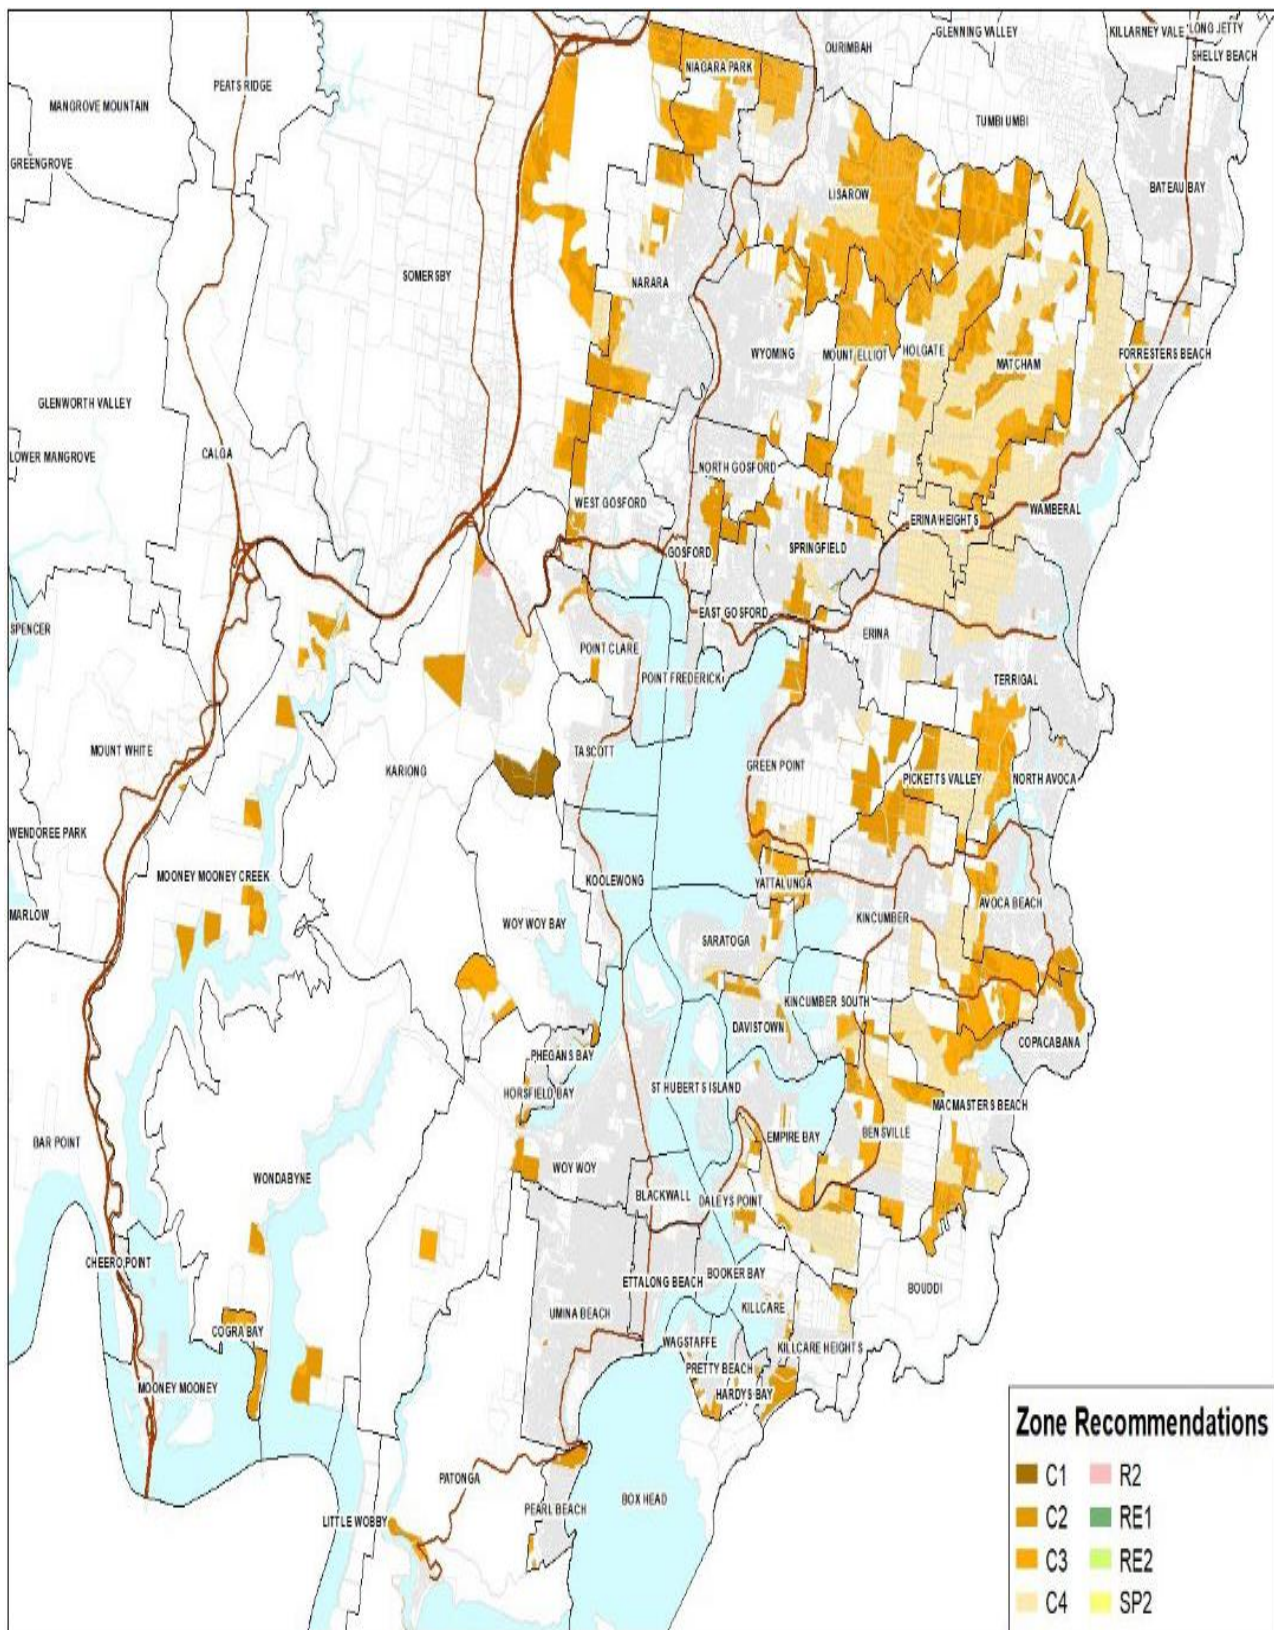 OURIMBAH
GLENNING VALLEY
KILLARNEY VALE
LONG JETTY
SHELLY BEACH
NIAGARA PARK
PEATS RIDGE
MANGROVE MOUNTAIN
TUMBI UMBI
GREENGROVE
BATEAU BAY
LISAROW
SOMERSBY
NARARA
WYOMING
MOUNT ELLIOT
HOLGATE
FORRESTERS BEACH
MATCHAM
GLENWORTH VALLEY
CALGA
LOWER MANGROVE
NORTH GOSFORD
WEST GOSFORD
WAMBERAL
ERINA HEIGHTS
GOSFORD
SPRINGFIELD
EAST GOSFORD
SPENCER
ERINA
POINT CLARE
POINT FREDERICK
TERRIGAL
MOUNT WHITE
TASCOTT
KARIONG
GREEN POINT
PICKETTS VALLEY
NORTH AVOCA
WENDOREE PARK
MOONEY MOONEY CREEK
KOOLEWONG
YATTALUNGA
AVOCA BEACH
MARLOW
WOY WOY BAY
KINCUMBER
SARATOGA
KINCUMBER SOUTH
DAVISTOWN
COPACABANA
PHEGANS BAY
HORSFIELD BAY
ST HUBERTS ISLAND
MACMASTERS BEACH
BAR POINT
EMPIRE BAY
BENSVILLE
WOY WOY
WONDABYNE
BLACKWALL
DALEYS POINT
CHEERO POINT
BOOKER BAY
ETTALONG BEACH
BOUDDI
UMINA BEACH
KILLCARE
COGRA BAY
WAGSTAFFE
KILLCARE HEIGHTS
PRETTY BEACH
MOONEY MOONEY
HARDYS BAY
PATONGA
BOX HEAD
PEARL BEACH
LITTLE WOBBY
Zone Recommendations
C1 R2
C2 RE1
C3 RE2
C4 SP2